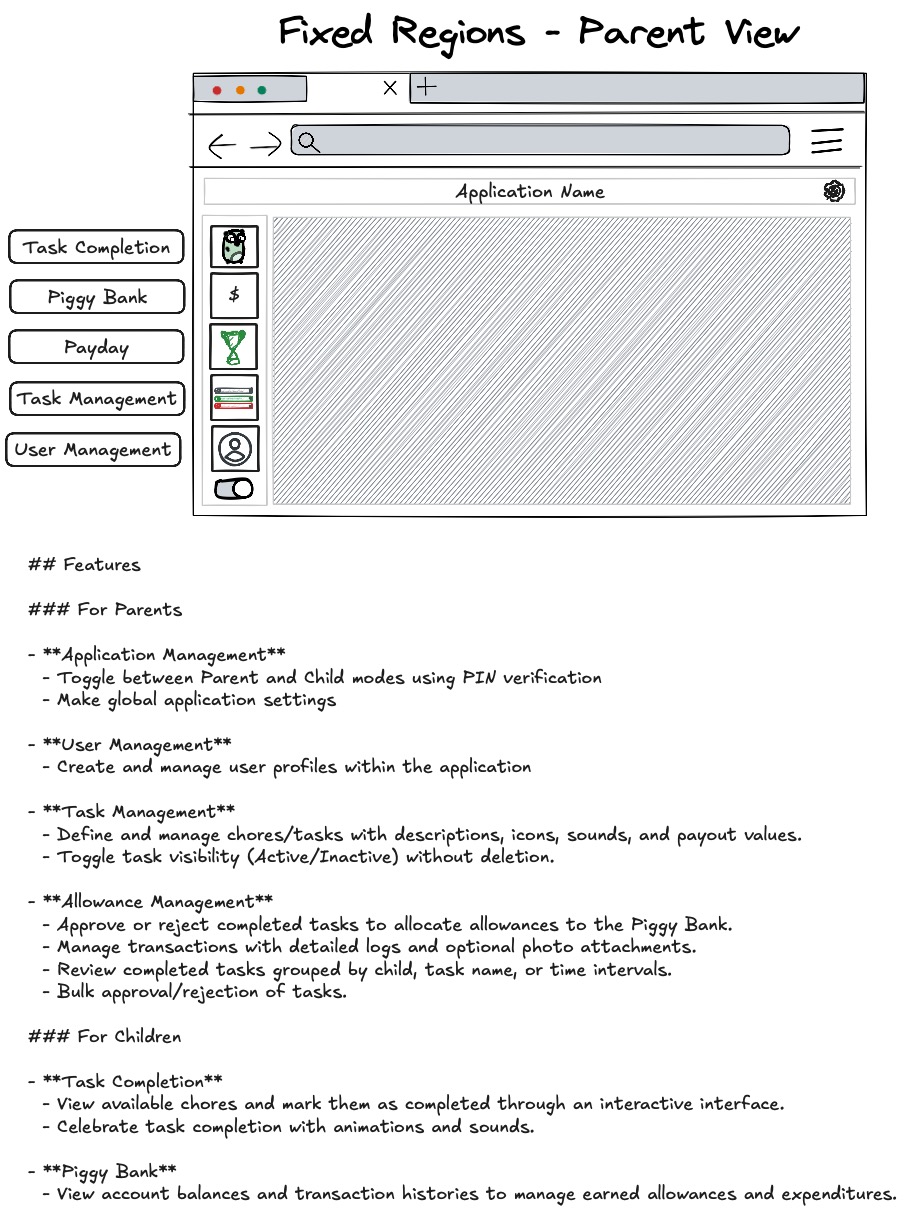 Fixed Regions - Parent View
Application Name
Task Completion
Piggy Bank
$
Payday
Task Management
User Management
## Features
### For Parents
- **Application Management**
- Toggle between Parent and Child modes using PIN verification
- Make global application settings
- **User Management**
- Create and manage user profiles within the application
- **Task Management**
- Define and manage chores/tasks with descriptions, icons, sounds, and payout values.
- Toggle task visibility (Active/Inactive) without deletion.
- **Allowance Management**
- Approve or reject completed tasks to allocate allowances to the Piggy Bank.
- Manage transactions with detailed logs and optional photo attachments.
- Review completed tasks grouped by child, task name, or time intervals.
- Bulk approval/rejection of tasks.
### For Children
- **Task Completion**
- View available chores and mark them as completed through an interactive interface.
- Celebrate task completion with animations and sounds.
- **Piggy Bank**
- View account balances and transaction histories to manage earned allowances and expenditures.